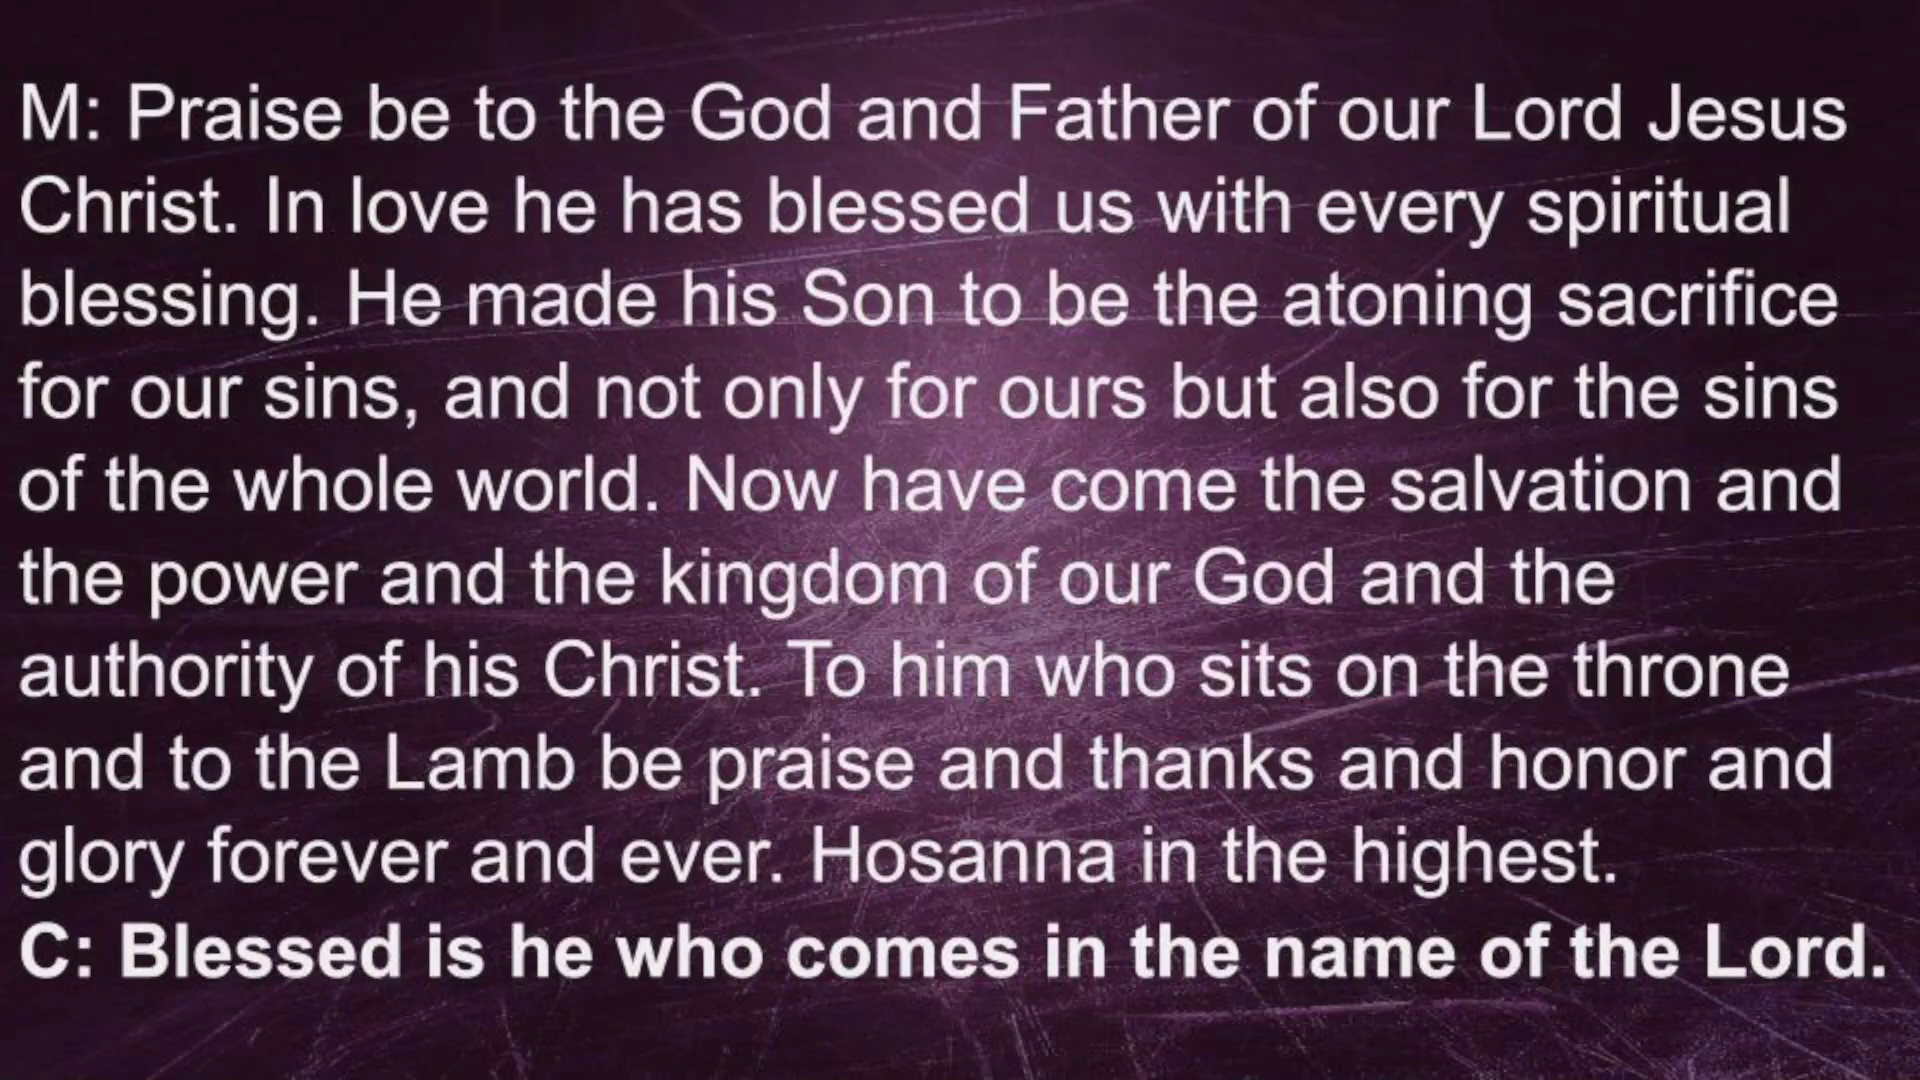 M: Praise be to the God and Father of our Lord Jesus
Christ. In love he has blessed us with every spiritual
blessing. He made his Son to be the atoning sacrifice
for our sins, and not only for ours but also for the sins
of the whole world. Now have come the salvation and
the power and the kingdom of our God and the
authority of his Christ. To him who sits on the throne
and to the Lamb be praise and thanks and honor and
glory forever and ever. Hosanna in the highest.
C: Blessed is he who comes in the name of the Lord.